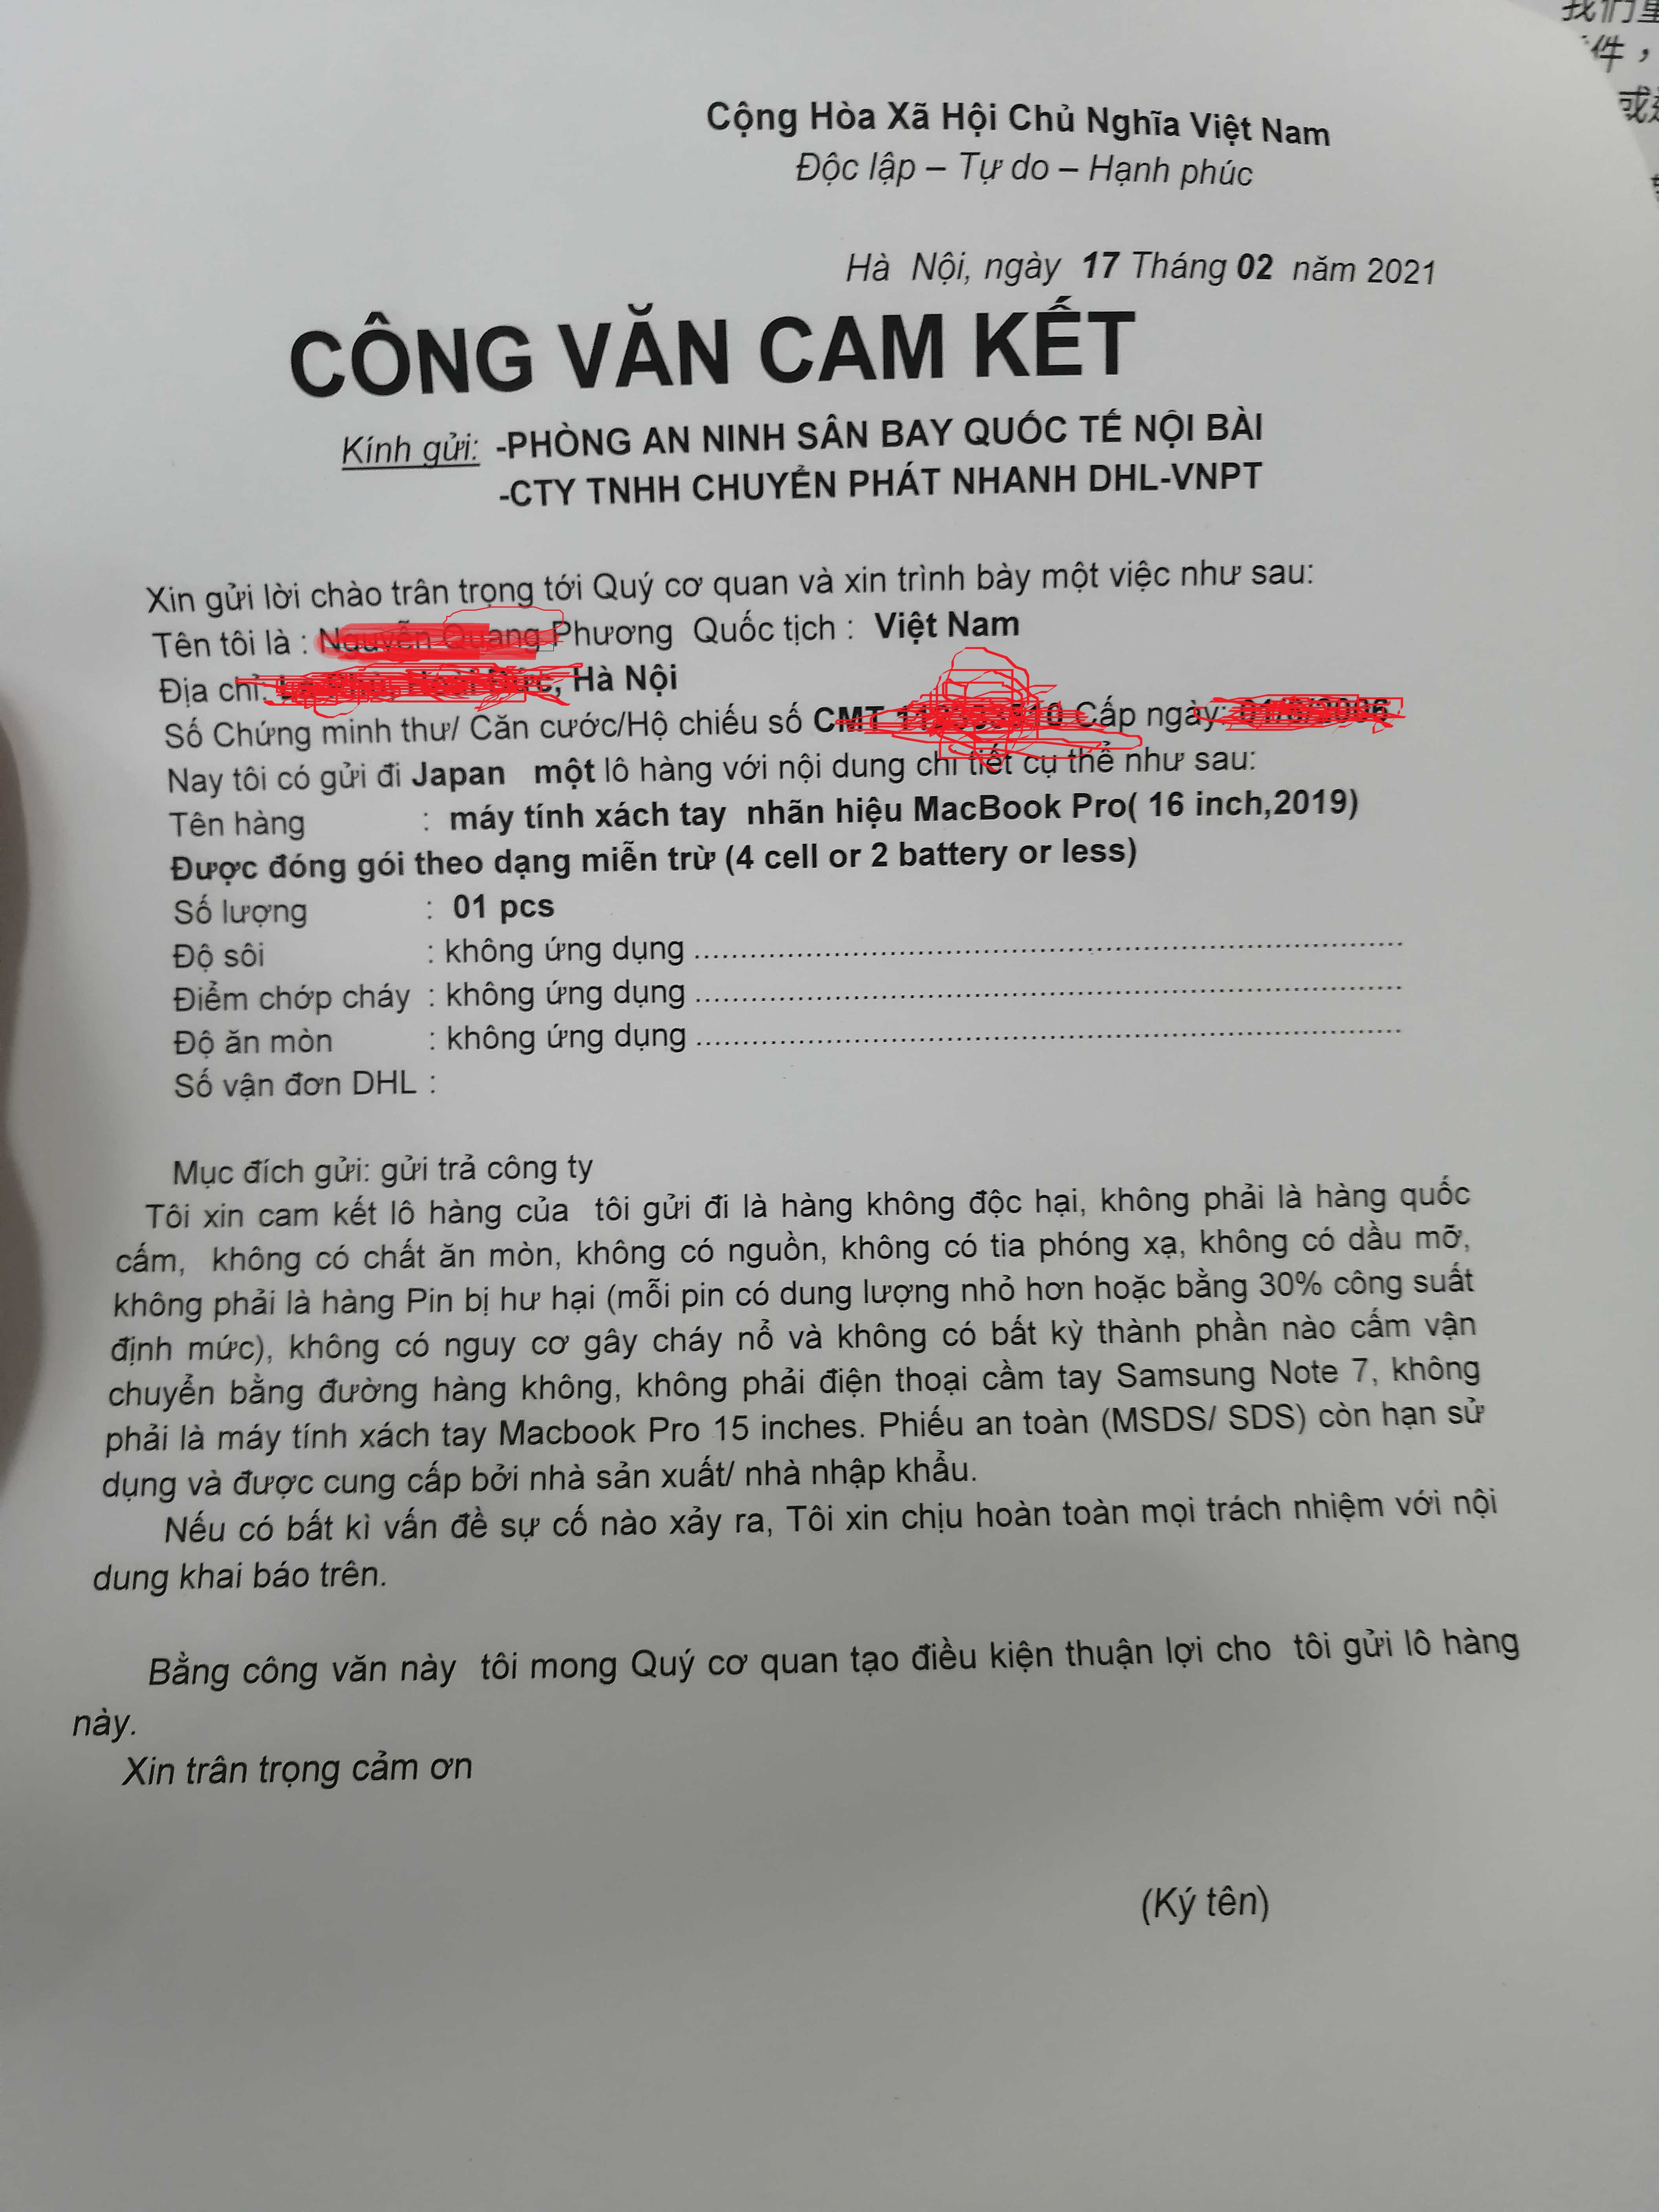 我们
件，
或
Cộng Hòa Xã Hội Chủ Nghĩa Việt Nam
Độc lập – Tự do – Hạnh phúc
Hà Nội, ngày 17 Tháng 02 năm 2021
CÔNG VĂN CAM KẾT
Kính gửi: -PHÒNG AN NINH SÂN BAY QUỐC TẾ NỘI BÀI
-CTY TNHH CHUYỂN PHÁT NHANH DHL-VNPT
Xin gửi lời chào trân trọng tới Quý cơ quan và xin trình bày một việc như sau:
Tên tôi là : Phương Quốc tịch : Việt Nam
Địa chỉ: Hà Nội
Số Chứng minh thư/ Căn cước/Hộ chiếu số CMT Cấp ngày:
Nay tôi có gửi đi Japan một lô hàng với nội dung chi tiết cụ thể như sau:
Tên hàng : máy tính xách tay nhãn hiệu MacBook Pro( 16 inch,2019)
Được đóng gói theo dạng miễn trừ (4 cell or 2 battery or less)
Số lượng : 01 pcs
Độ sôi : không ứng dụng ........................................................................
Điểm chớp cháy : không ứng dụng ........................................................................
Độ ăn mòn : không ứng dụng ........................................................................
Số vận đơn DHL :
Mục đích gửi: gửi trả công ty
Tôi xin cam kết lô hàng của tôi gửi đi là hàng không độc hại, không phải là hàng quốc
cấm, không có chất ăn mòn, không có nguồn, không có tia phóng xạ, không có dầu mỡ,
không phải là hàng Pin bị hư hại (mỗi pin có dung lượng nhỏ hơn hoặc bằng 30% công suất
định mức), không có nguy cơ gây cháy nổ và không có bất kỳ thành phần nào cấm vận
chuyển bằng đường hàng không, không phải điện thoại cầm tay Samsung Note 7, không
phải là máy tính xách tay Macbook Pro 15 inches. Phiếu an toàn (MSDS/ SDS) còn hạn sử
dụng và được cung cấp bởi nhà sản xuất/ nhà nhập khẩu.
Nếu có bất kì vấn đề sự cố nào xảy ra, Tôi xin chịu hoàn toàn mọi trách nhiệm với nội
dung khai báo trên.
Bằng công văn này tôi mong Quý cơ quan tạo điều kiện thuận lợi cho tôi gửi lô hàng
này.
Xin trân trọng cảm ơn
(Ký tên)